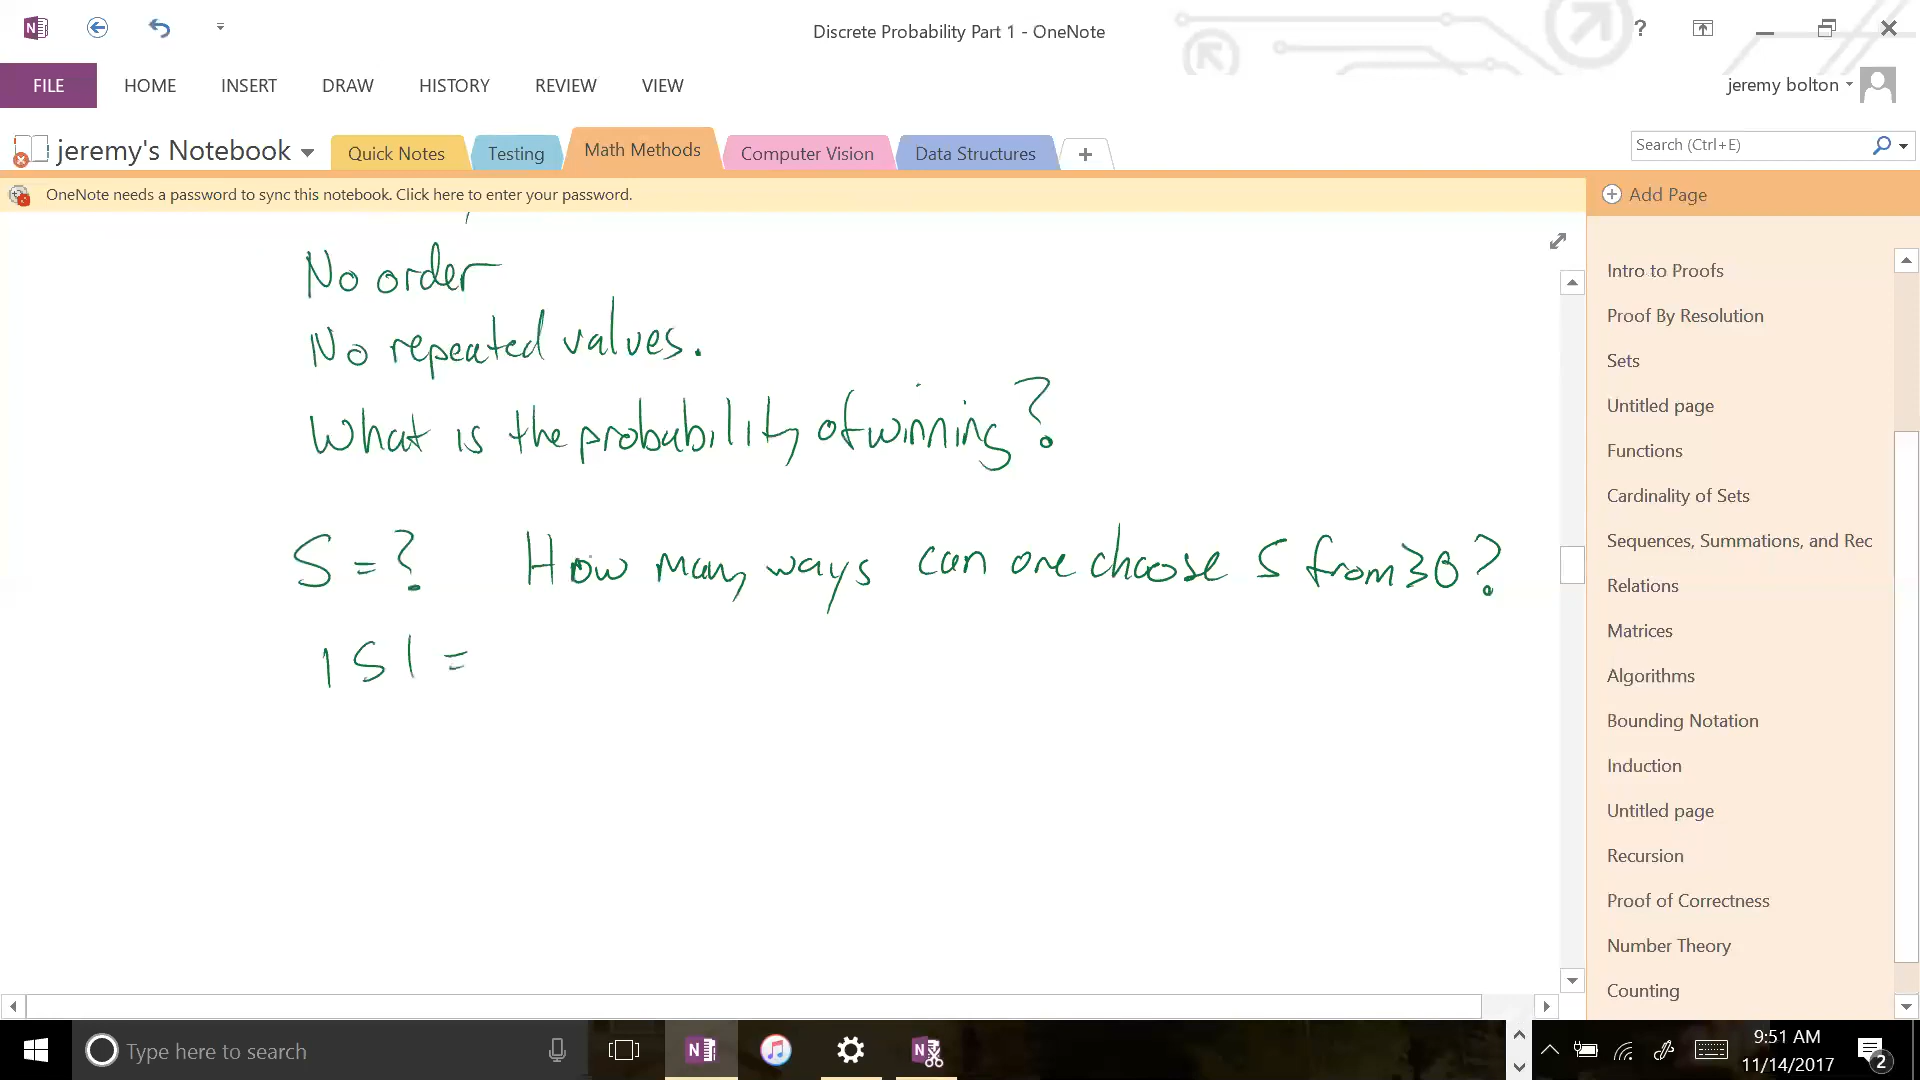 Discrete Probability Part 1 - OneNote
?
FILE
HOME
INSERT
DRAW
HISTORY
REVIEW
VIEW
jeremy bolton
jeremy's Notebook
Quick Notes
Testing
Math Methods
Computer Vision
Data Structures
+
Search (Ctrl+E)
OneNote needs a password to sync this notebook. Click here to enter your password.
Add Page
No order
No repeated values.
What is the probability of winning?
S = ? How many ways can one choose 5 from 30?
|S| =
Intro to Proofs
Proof By Resolution
Sets
Untitled page
Functions
Cardinality of Sets
Sequences, Summations, and Rec
Relations
Matrices
Algorithms
Bounding Notation
Induction
Untitled page
Recursion
Proof of Correctness
Number Theory
Counting
Type here to search
9:51 AM
11/14/2017
2